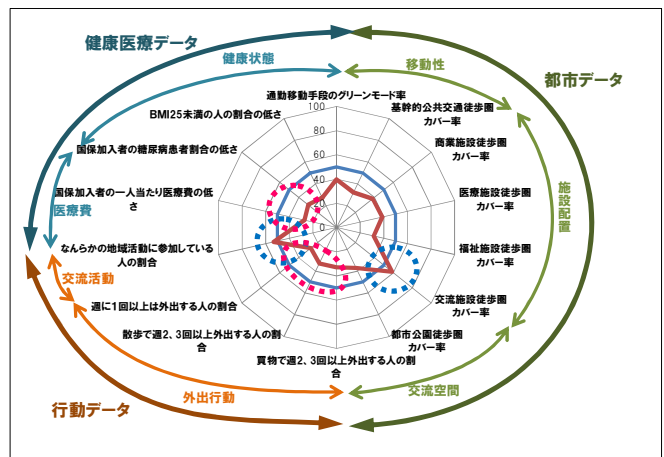 健康医療データ
健康状態
移動性
都市データ
通勤移動手段のグリーンモード率
100
80
60
40
20
0
基幹的公共交通徒歩圏
カバー率
商業施設徒歩圏
カバー率
医療施設徒歩圏
カバー率
福祉施設徒歩圏
カバー率
交流施設徒歩圏
カバー率
都市公園徒歩圏
カバー率
買物で週2、3回以上外出する人の割
合
散歩で週2、3回以上外出する人の割
合
週に1回以上は外出する人の割合
なんらかの地域活動に参加している
人の割合
国保加入者の一人当たり医療費の低
さ
国保加入者の糖尿病患者割合の低さ
BMI25未満の人の割合の低さ
施設配置
医療費
交流活動
外出行動
交流空間
行動データ